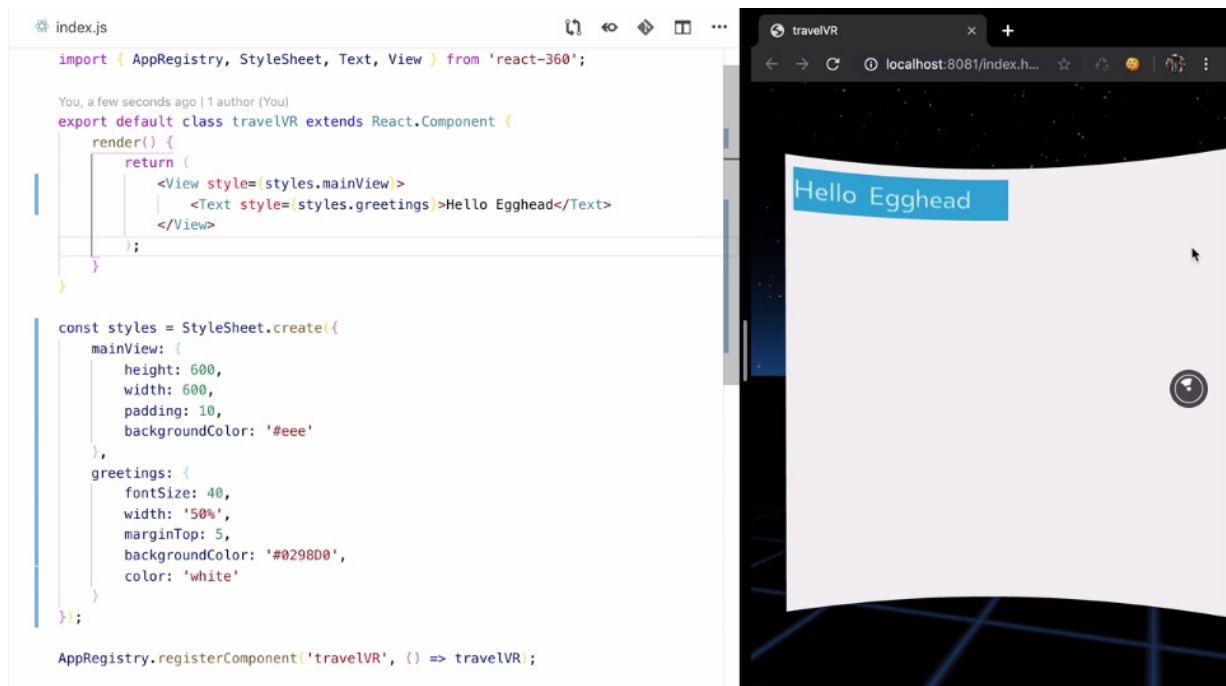 index.js
import { AppRegistry, StyleSheet, Text, View } from 'react-360';
You, a few seconds ago | 1 author (You)
export default class travelVR extends React.Component {
render() {
return (
<View style={styles.mainView}>
<Text style={styles.greetings}>Hello Egghead</Text>
</View>
);
}
}
const styles = StyleSheet.create({
mainView: {
height: 600,
width: 600,
padding: 10,
backgroundColor: '#eee'
},
greetings: {
fontSize: 40,
width: '50%',
marginTop: 5,
backgroundColor: '#0298D0',
color: 'white'
}
});
AppRegistry.registerComponent('travelVR', () => travelVR);
travelVR
localhost:8081/index.h...
Hello Egghead